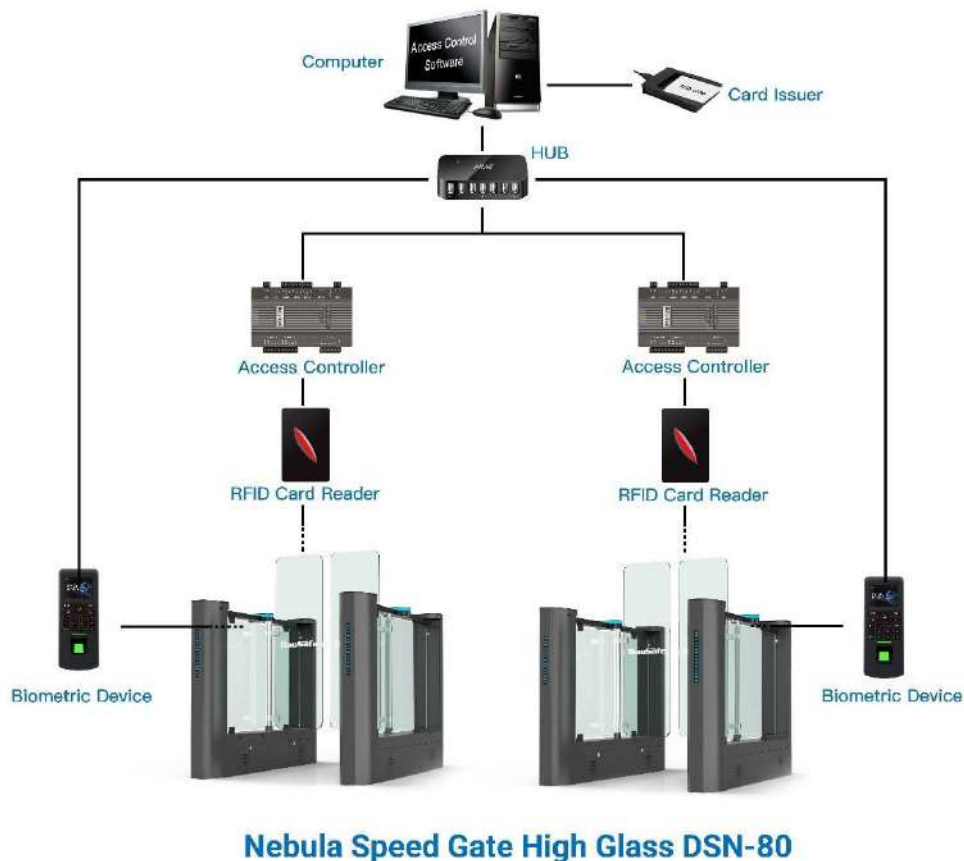 Computer
Access Control
Software
Card Issuer
HUB
HUB
Access Controller
Access Controller
RFID Card Reader
RFID Card Reader
Biometric Device
Biometric Device
Nebula Speed Gate High Glass DSN-80